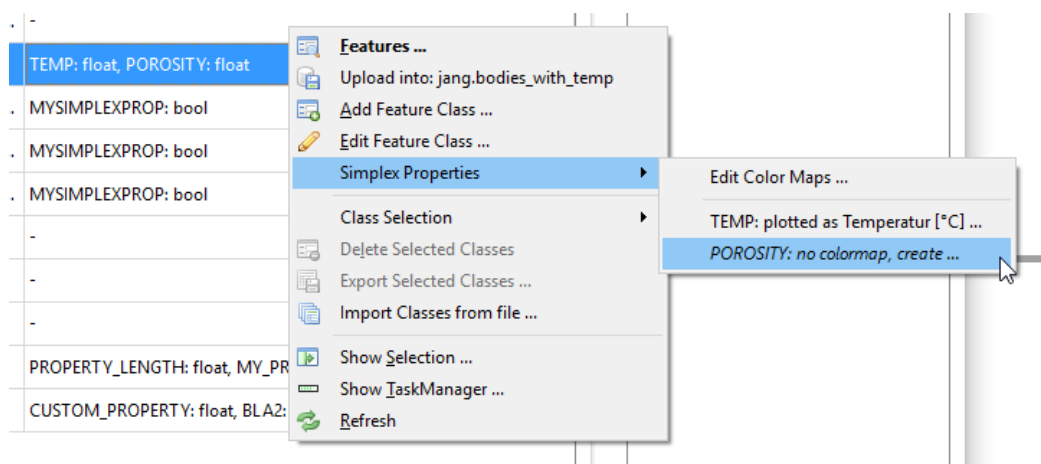 . -
TEMP: float, POROSITY: float
. MYSIMPLEXPROP: bool
. MYSIMPLEXPROP: bool
. MYSIMPLEXPROP: bool
-
-
-
PROPERTY_LENGTH: float, MY_PR
CUSTOM_PROPERTY: float, BLA2:
Features ...
Upload into: jang.bodies_with_temp
Add Feature Class ...
Edit Feature Class ...
Simplex Properties
Class Selection
Delete Selected Classes
Export Selected Classes ...
Import Classes from file ...
Show Selection ...
Show TaskManager ...
Refresh
Edit Color Maps ...
TEMP: plotted as Temperatur [°C] ...
POROSITY: no colormap, create ...